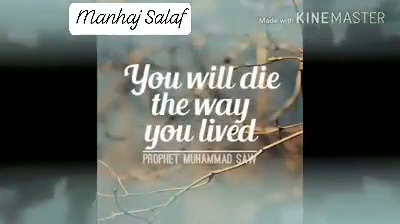 Manhaj Salaf
Made with KINEMASTER
You will die
the way
you lived
PROPHET MUHAMMAD SAW